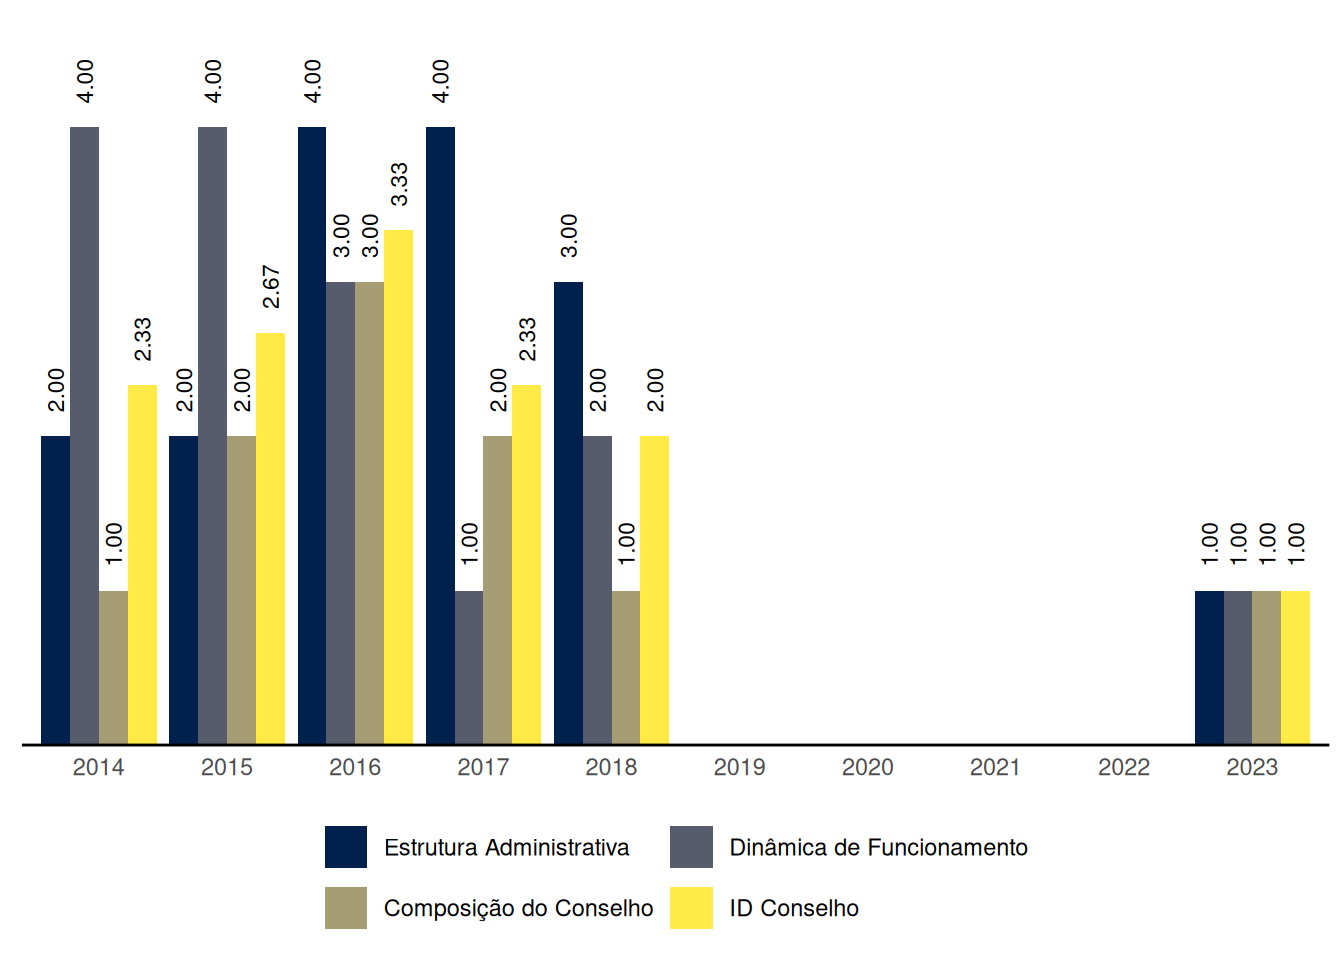 4.00 4.00 4.00 4.00
3.33
3.00 3.00 3.00
2.67
2.33 2.33
2.00 2.00 2.00 2.00 2.00 2.00
1.00 1.00 1.00 1.00 1.00 1.00 1.00
2014 2015 2016 2017 2018 2019 2020 2021 2022 2023
Estrutura Administrativa Dinâmica de Funcionamento
Composição do Conselho ID Conselho